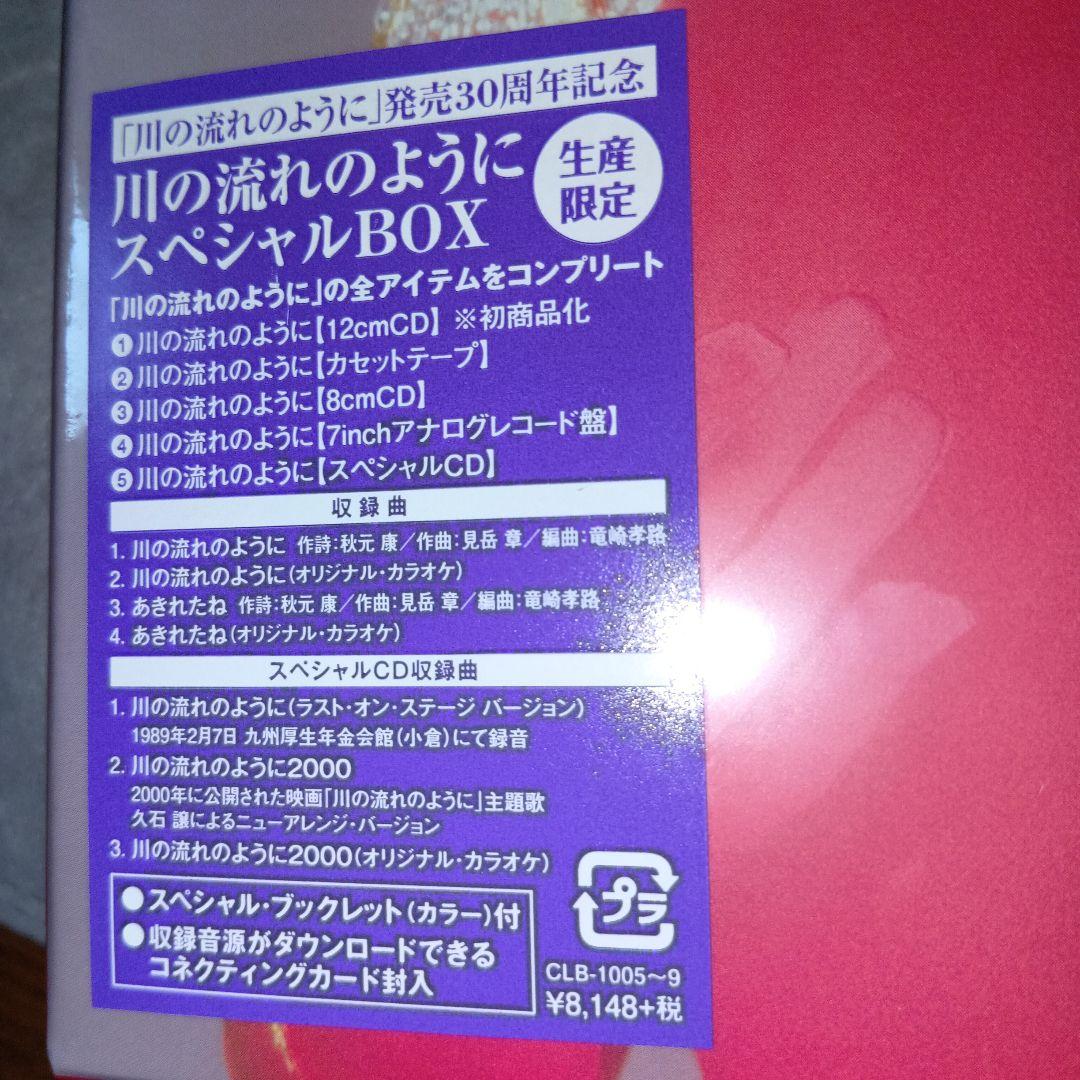 「川の流れのように」発売30周年記念
川の流れのように
スペシャルBOX
生産
限定
「川の流れのように」の全アイテムをコンプリート
❶川の流れのように【12cmCD】※初商品化
❷川の流れのように【カセットテープ】
❸川の流れのように【8cmCD】
❹川の流れのように【7inchアナログレコード盤】
❺川の流れのように【スペシャルCD】
収録曲
1. 川の流れのように 作詩:秋元 康／作曲:見岳 章／編曲:竜崎孝路
2. 川の流れのように(オリジナル・カラオケ)
3. あきれたね 作詩:秋元 康／作曲:見岳 章／編曲:竜崎孝路
4. あきれたね(オリジナル・カラオケ)
スペシャルCD収録曲
1. 川の流れのように(ラスト・オン・ステージ バージョン)
1989年2月7日 九州厚生年金会館(小倉)にて録音
2. 川の流れのように2000
2000年に公開された映画「川の流れのように」主題歌
久石 譲によるニューアレンジ・バージョン
3. 川の流れのように2000(オリジナル・カラオケ)
●スペシャル・ブックレット(カラー)付
●収録音源がダウンロードできる
コネクティングカード封入
プラ
CLB-1005～9
¥8,148+税